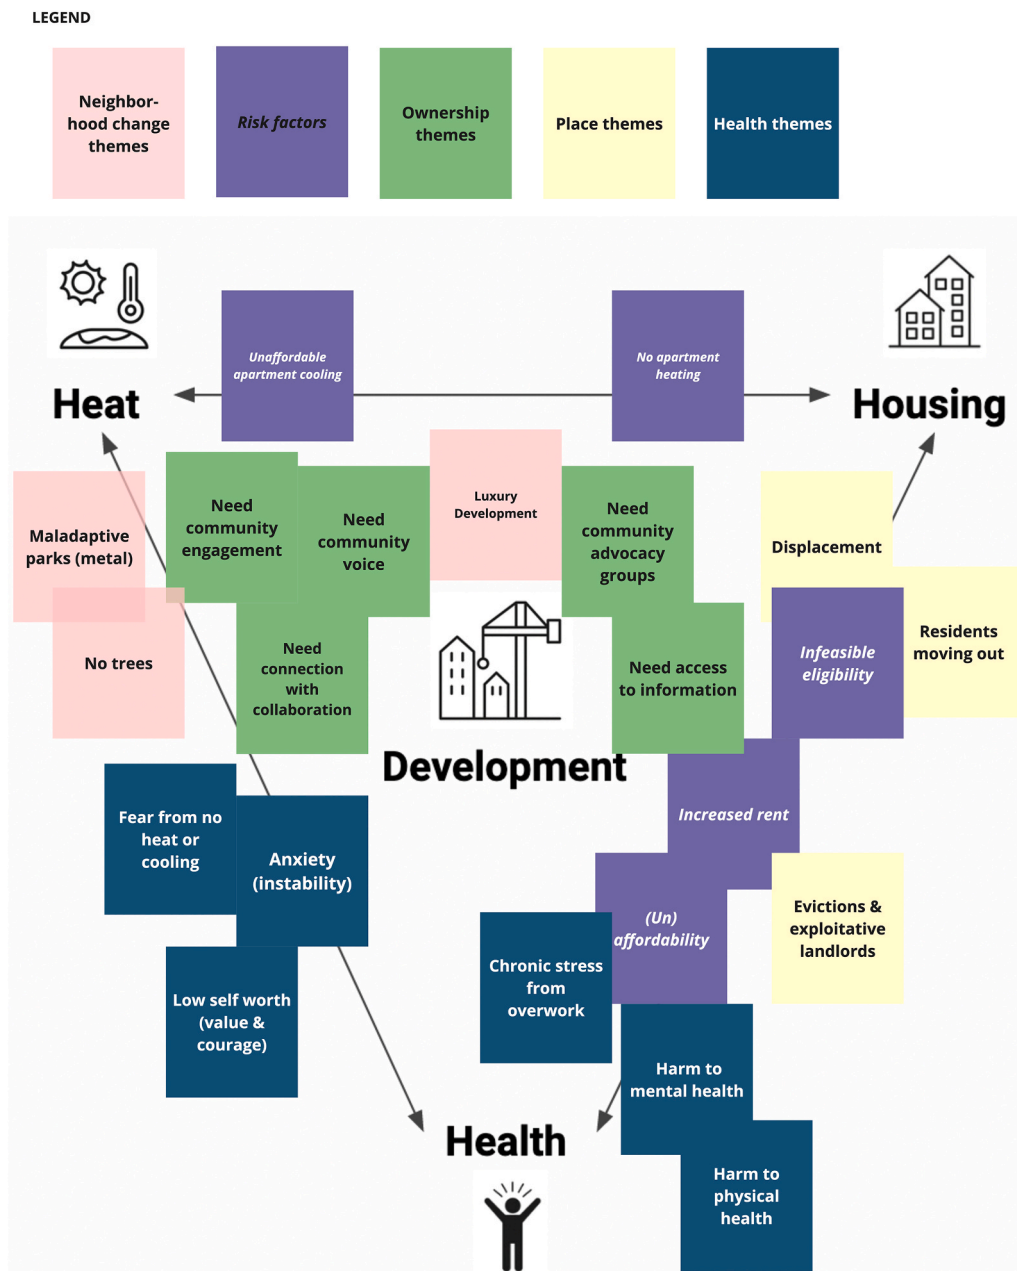 LEGEND
Neighbor-
hood change
themes
Risk factors
Ownership
themes
Place themes
Health themes
Unaffordable
apartment cooling
No apartment
heating
Heat
Housing
Maladaptive
parks (metal)
No trees
Need
community
engagement
Need
community
voice
Luxury
Development
Need
community
advocacy
groups
Displacement
Need
connection
with
collaboration
Need access
to information
Infeasible
eligibility
Residents
moving out
Development
Increased rent
Fear from no
heat or
cooling
Anxiety
(instability)
(Un)
affordability
Evictions &
exploitative
landlords
Low self worth
(value &
courage)
Chronic stress
from
overwork
Harm to
mental health
Health
Harm to
physical
health